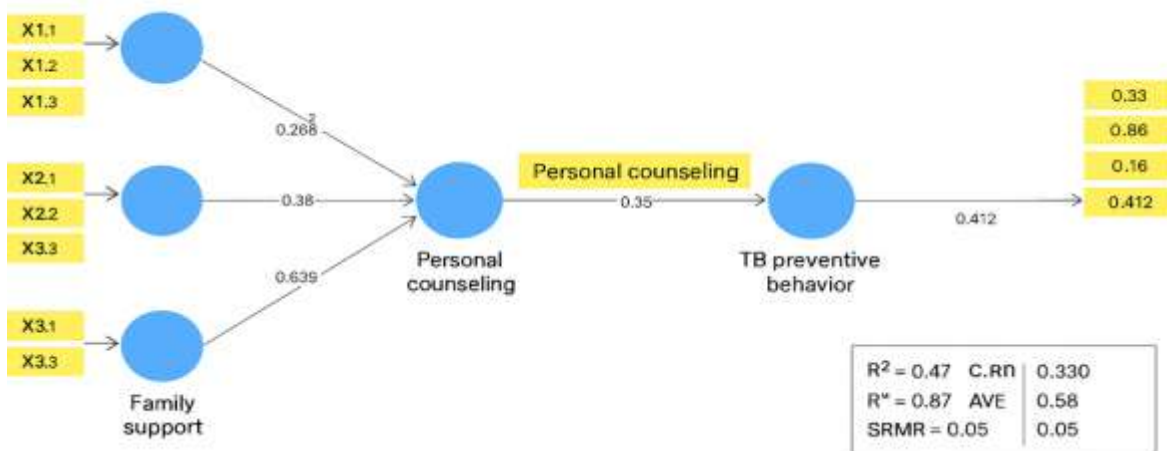 X1.1
X1.2
X1.3
0.268
2
X2.1
X2.2
X3.3
0.38
X3.1
X3.3
0.639
Family
support
Personal
counseling
Personal counseling
0.35
TB preventive
behavior
0.412
0.33
0.86
0.16
0.412
R² = 0.47 C.Rn 0.330
R" = 0.87 AVE 0.58
SRMR = 0.05 0.05